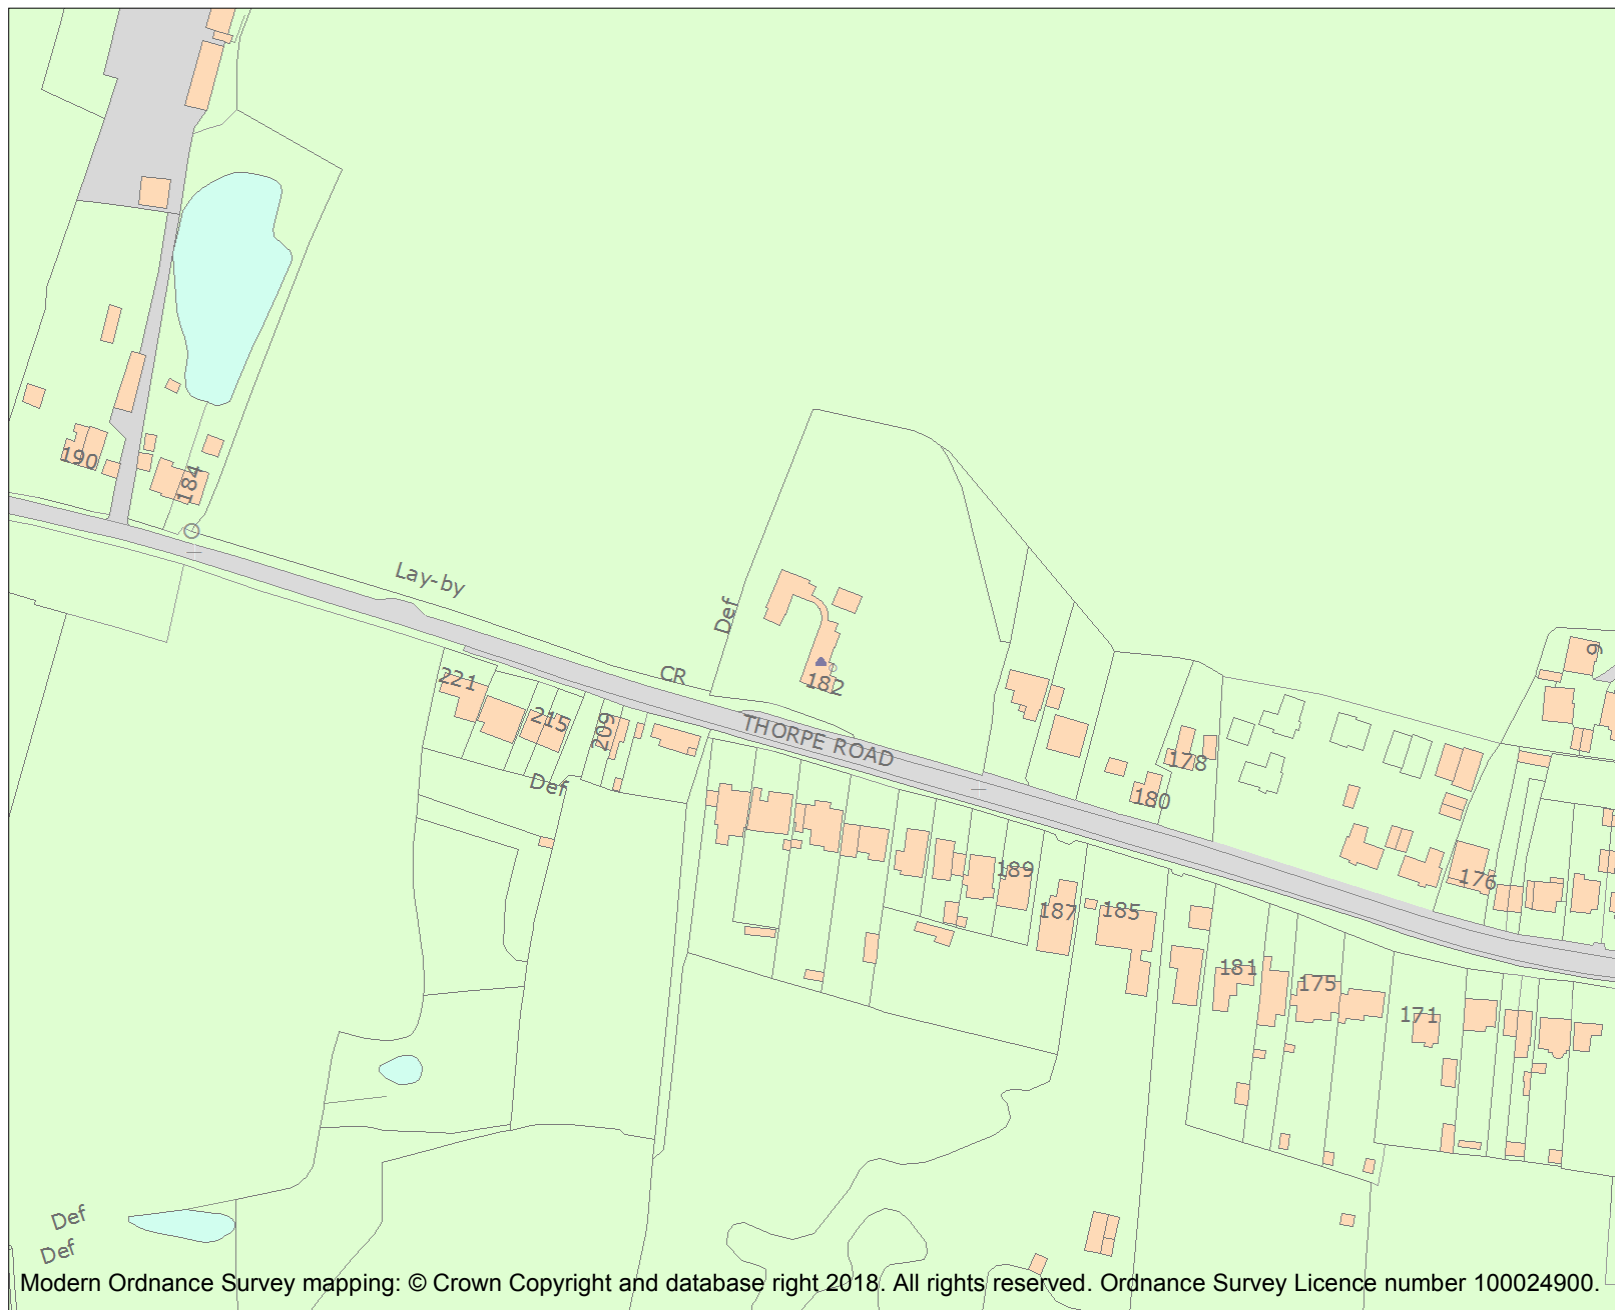 190
184
Lay-by
Def
CR
182
THORPE ROAD
221
215
209
Def
178
180
6
176
189
187
185
181
175
171
Def
Def
Modern Ordnance Survey mapping: © Crown Copyright and database right 2018. All rights reserved. Ordnance Survey Licence number 100024900.